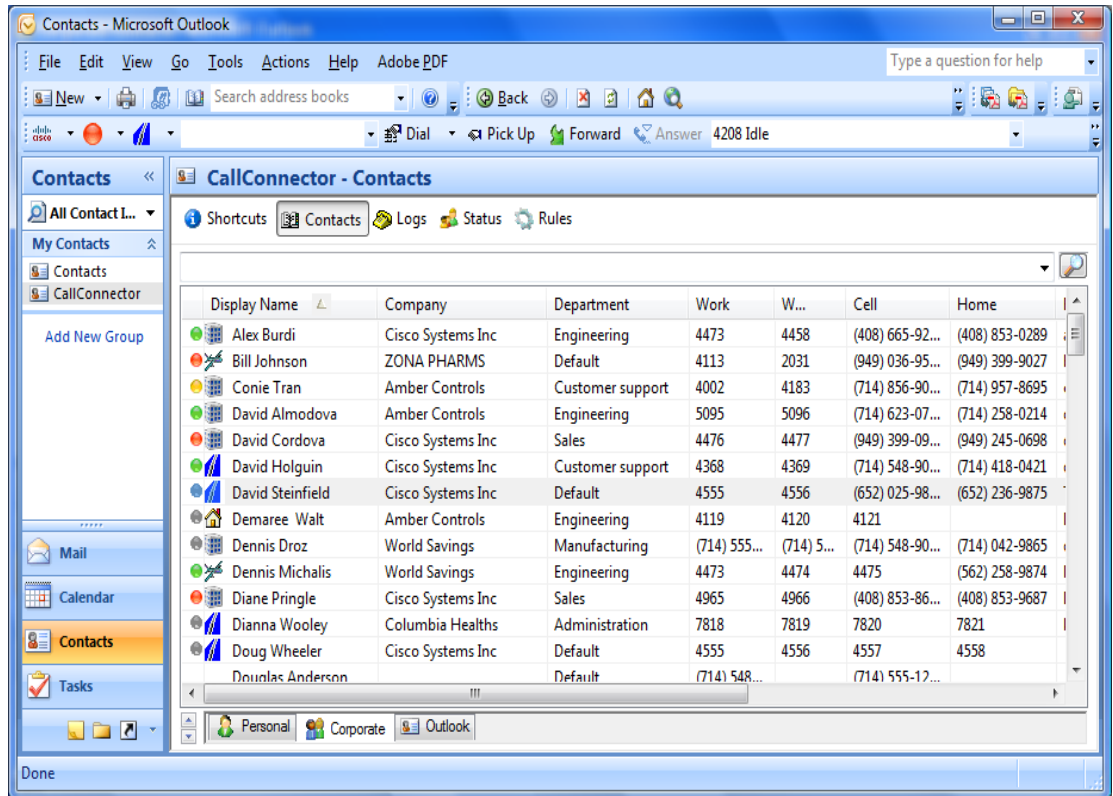 Contacts - Microsoft Outlook
File Edit View Go Tools Actions Help Adobe PDF Type a question for help
New Search address books Back
cisco Dial Pick Up Forward Answer 4208 Idle
Contacts « CallConnector - Contacts
All Contact I... Shortcuts Contacts Logs Status Rules
My Contacts
Contacts
CallConnector
Add New Group
Display Name Company Department Work W... Cell Home
Alex Burdi Cisco Systems Inc Engineering 4473 4458 (408) 665-92... (408) 853-0289
Bill Johnson ZONA PHARMS Default 4113 2031 (949) 036-95... (949) 399-9027
Conie Tran Amber Controls Customer support 4002 4183 (714) 856-90... (714) 957-8695
David Almodova Amber Controls Engineering 5095 5096 (714) 623-07... (714) 258-0214
David Cordova Cisco Systems Inc Sales 4476 4477 (949) 399-09... (949) 245-0698
David Holguin Cisco Systems Inc Customer support 4368 4369 (714) 548-90... (714) 418-0421
David Steinfield Cisco Systems Inc Default 4555 4556 (652) 025-98... (652) 236-9875
Demaree Walt Amber Controls Engineering 4119 4120 4121
Dennis Droz World Savings Manufacturing (714) 555... (714) 5... (714) 548-90... (714) 042-9865
Dennis Michalis World Savings Engineering 4473 4474 4475 (562) 258-9874
Diane Pringle Cisco Systems Inc Sales 4965 4966 (408) 853-86... (408) 853-9687
Dianna Wooley Columbia Healths Administration 7818 7819 7820 7821
Doug Wheeler Cisco Systems Inc Default 4555 4556 4557 4558
Douglas Anderson Default (714) 548... (714) 555-12...
Mail
Calendar
Contacts
Tasks
Personal Corporate Outlook
Done